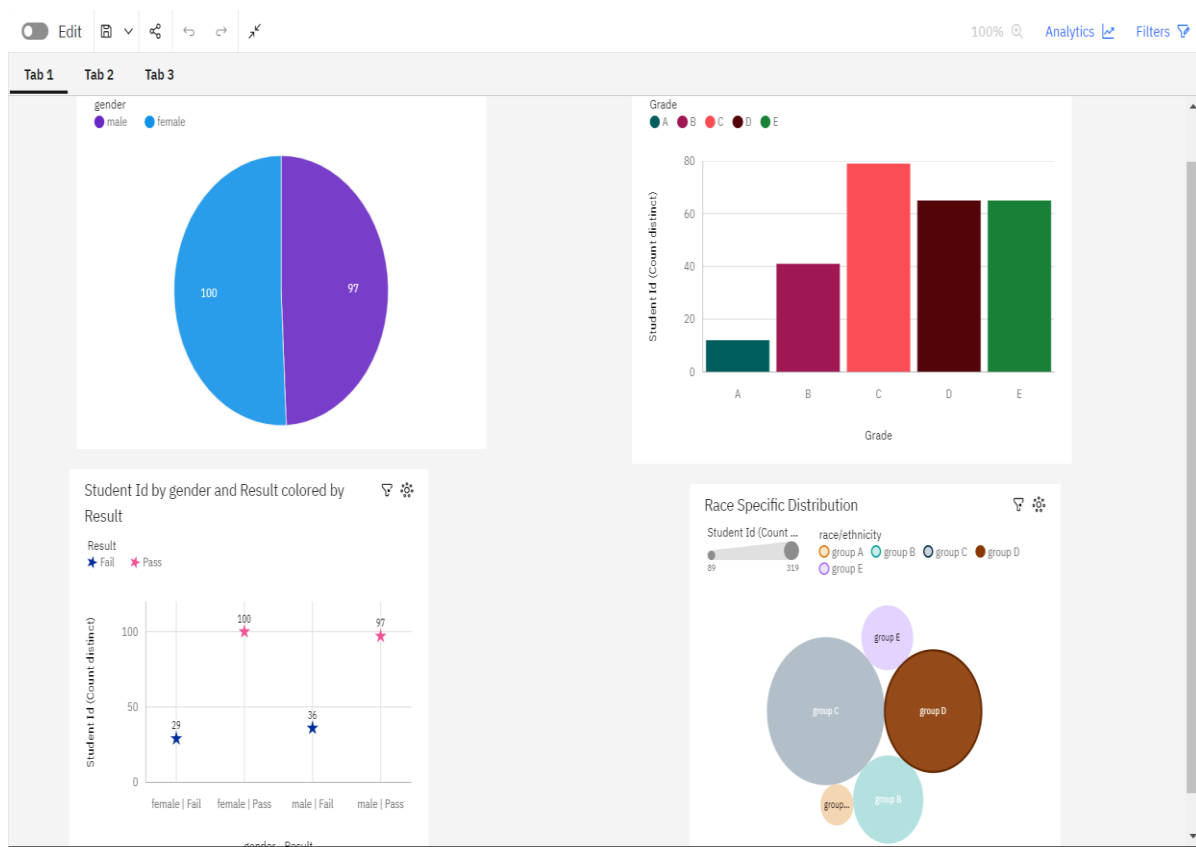 Edit
100%
Analytics
Filters
Tab 1
Tab 2
Tab 3
gender
male female
100
97
Grade
A B C D E
80
60
40
20
0
Student Id (Count distinct)
A B C D E
Grade
Student Id by gender and Result colored by
Result
Result
Fail Pass
Student Id (Count distinct)
100
50
0
29
100
36
97
female | Fail female | Pass male | Fail male | Pass
gender, Result
Race Specific Distribution
Student Id (Count ...
89 319
race/ethnicity
group A group B group C group D
group E
group E
group C
group D
group B
group...